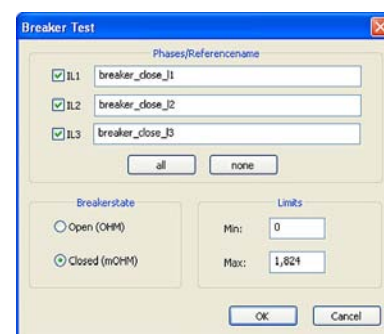 Breaker Test
Phases/Referencename
IL1 breaker_close_l1
IL2 breaker_close_l2
IL3 breaker_close_l3
all none
Breakerstate
Open (OHM)
Closed (mOHM)
Limits
Min: 0
Max: 1,824
OK Cancel